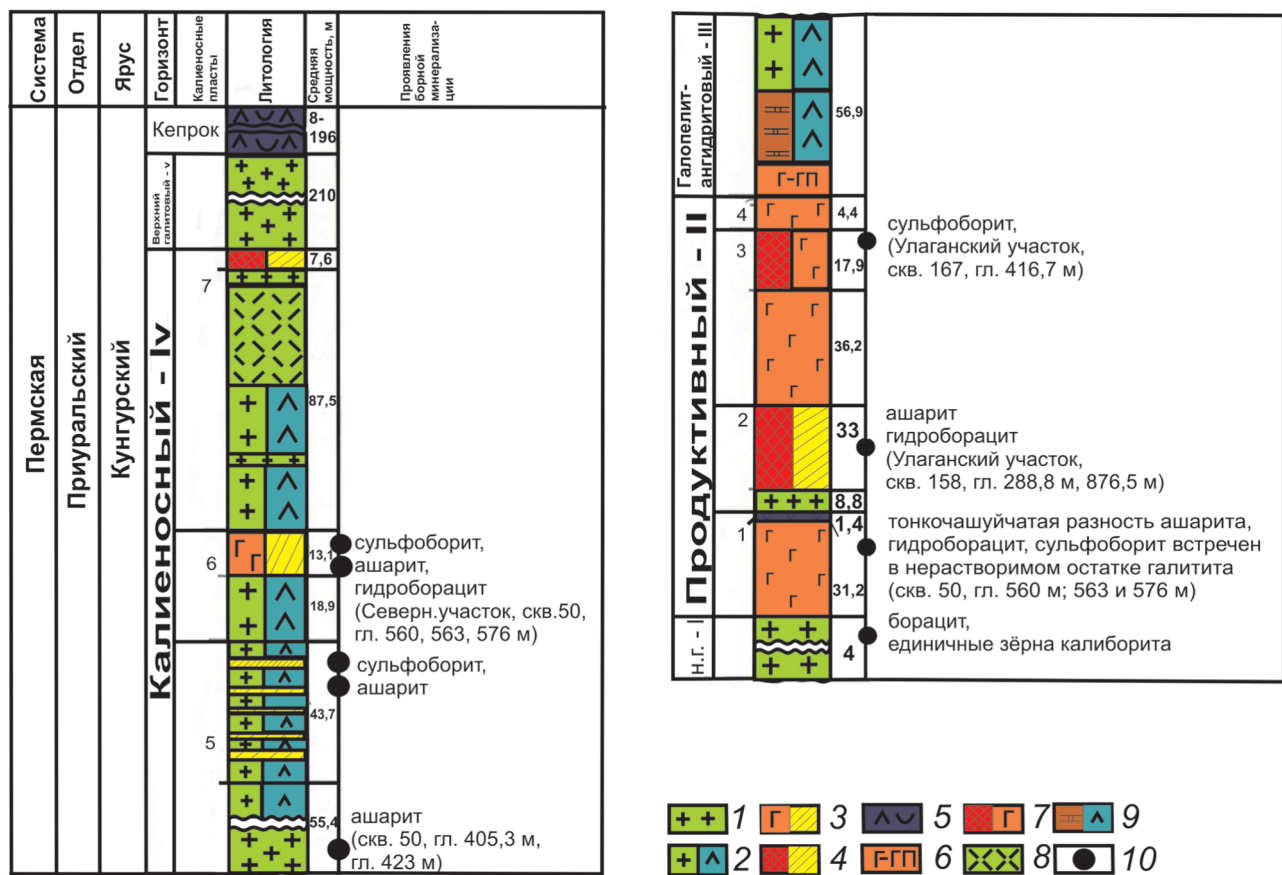 Система
Отдел
Ярус
Горизонт
Калиеносные
пласты
Литология
Средняя
мощность, м
Проявления
борной
минерализа-
ции
Пермская
Приуральский
Кунгурский
Кепрок
8-
196
Верхний
галитовый - v
210
Калиеносный - Iv
7,6
7
87,5
6
13,1
сульфоборит,
ашарит,
гидроборацит
(Северн.участок, скв.50,
гл. 560, 563, 576 м)
18,9
сульфоборит,
ашарит
43,7
5
55,4
ашарит
(скв. 50, гл. 405,3 м,
гл. 423 м)
Галопелит-
ангидритовый - III
56,9
Г-ГП
Продуктивный - II
4
4,4
3
17,9
сульфоборит,
(Улаганский участок,
скв. 167, гл. 416,7 м)
36,2
2
33
ашарит
гидроборацит
(Улаганский участок,
скв. 158, гл. 288,8 м, 876,5 м)
8,8
1
1,4
тонкочашуйчатая разность ашарита,
гидроборацит, сульфоборит встречен
в нерастворимом остатке галитита
(скв. 50, гл. 560 м; 563 и 576 м)
31,2
н.г. - I
4
борацит,
единичные зёрна калиборита
1
Г
3
5
Г
7
9
2
4
Г-ГП
6
8
10